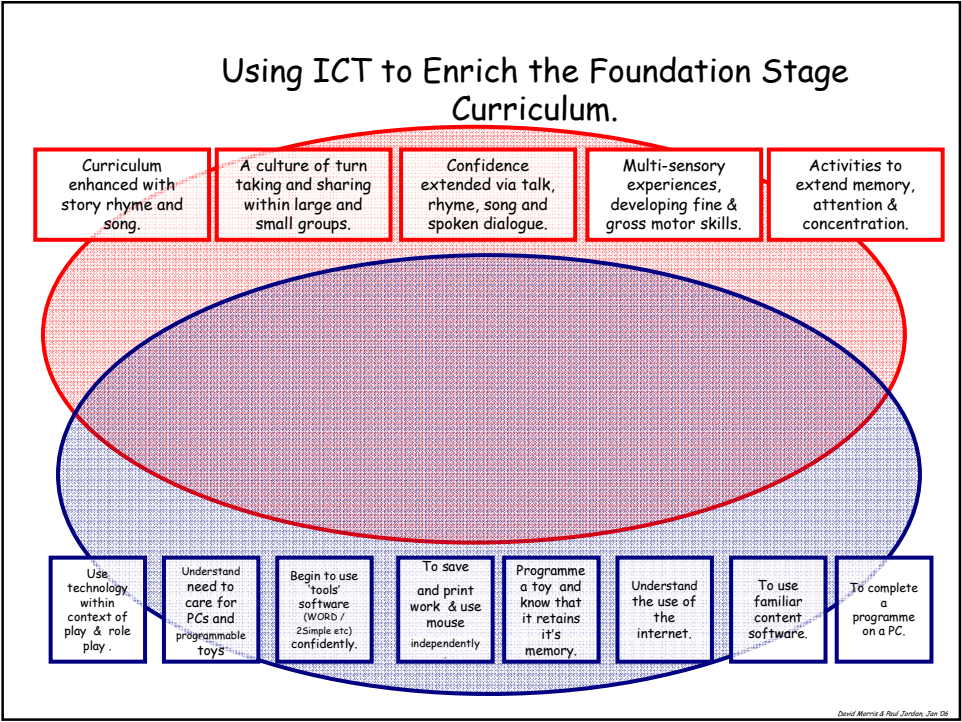 Using ICT to Enrich the Foundation Stage
Curriculum.
Curriculum
enhanced with
story rhyme and
song.
A culture of turn
taking and sharing
within large and
small groups.
Confidence
extended via talk,
rhyme, song and
spoken dialogue.
Multi-sensory
experiences,
developing fine &
gross motor skills.
Activities to
extend memory,
attention &
concentration.
Use
technology
within
context of
play & role
play .
Understand
need to
care for
PCs and
programmable
toys
Begin to use
'tools'
software
(WORD /
2Simple etc)
confidently.
To save
and print
work & use
mouse
independently
.
Programme
a toy and
know that
it retains
it's
memory.
Understand
the use of
the
internet.
To use
familiar
content
software.
To complete
a
programme
on a PC.
David Morris & Paul Jordan, Jan '06